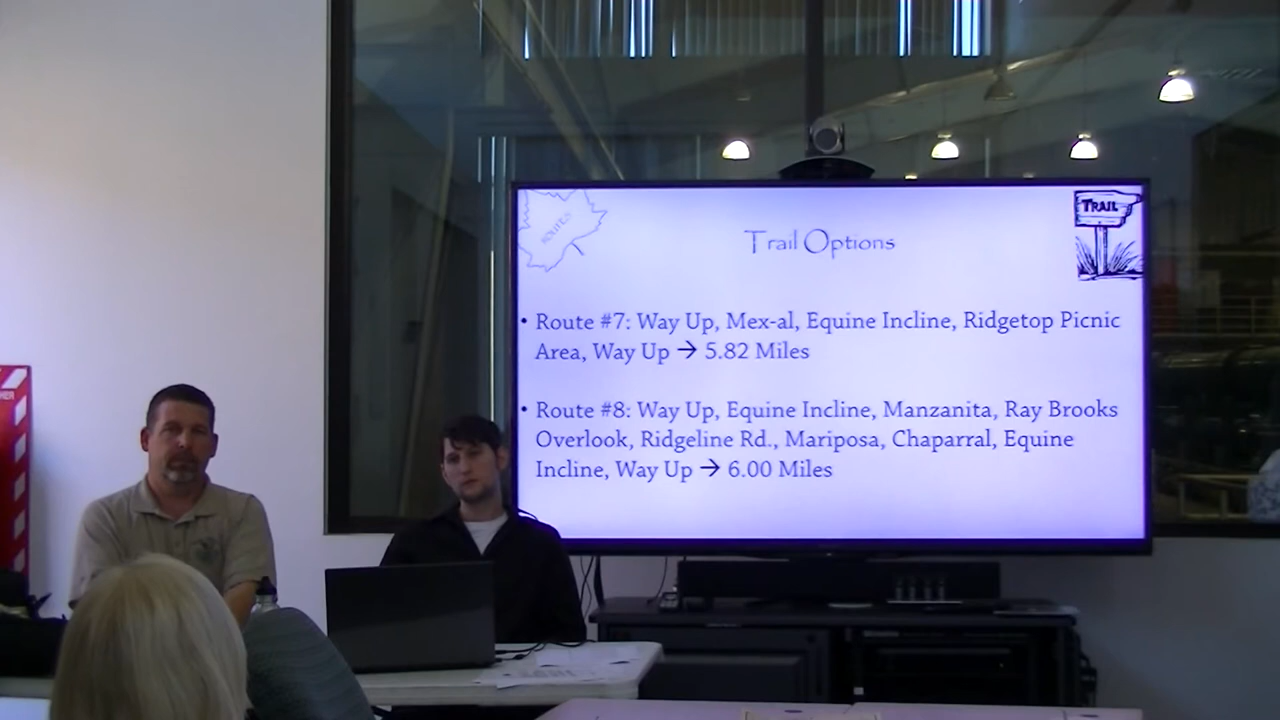 TRAIL
Trail Options
• Route #7: Way Up, Mex-al, Equine Incline, Ridgetop Picnic
Area, Way Up → 5.82 Miles
• Route #8: Way Up, Equine Incline, Manzanita, Ray Brooks
Overlook, Ridgeline Rd., Mariposa, Chaparral, Equine
Incline, Way Up → 6.00 Miles